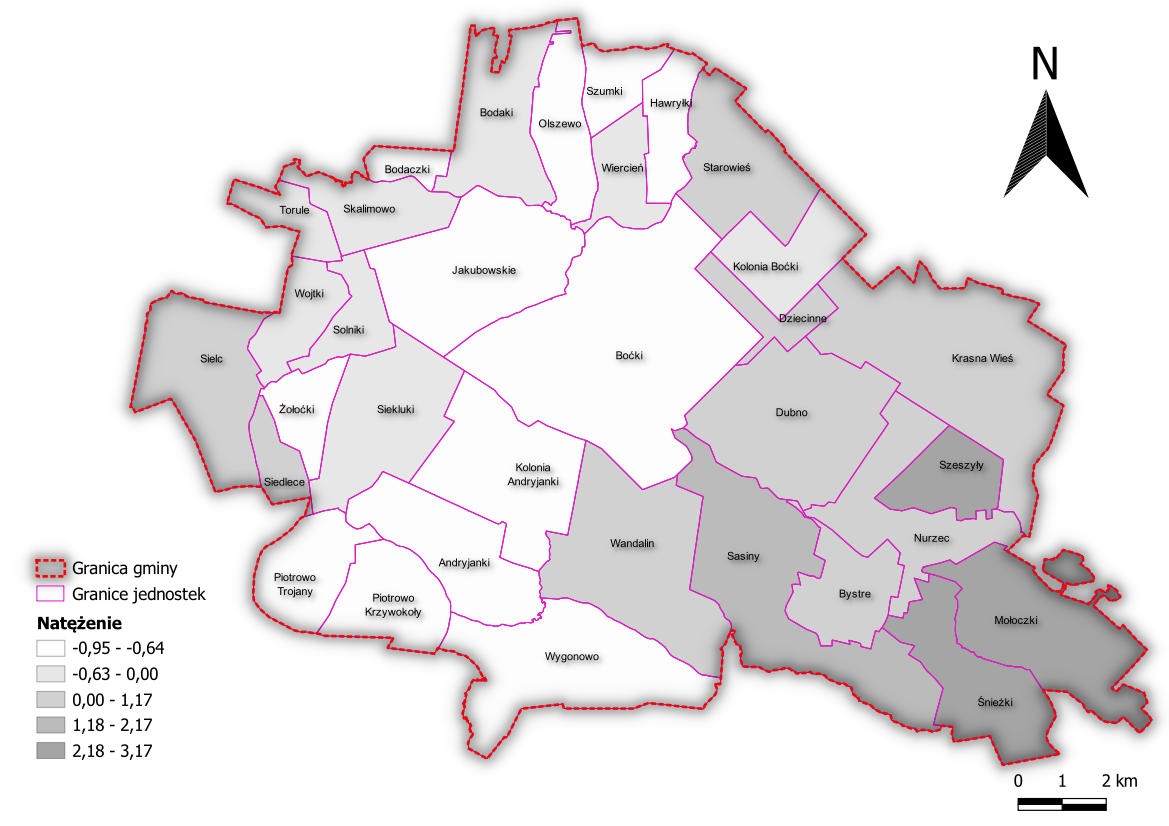 N
Szumki
Hawryłki
Bodaki
Olszewo
Bodaczki
Wiercień
Starowieś
Torule
Skalimowo
Jakubowskie
Kolonia Boćki
Wojtki
Dziecinne
Solniki
Sielc
Boćki
Krasna Wieś
Żołoćki
Siekluki
Dubno
Szeszyły
Kolonia
Andryjanki
Siedlece
Wandalin
Sasiny
Nurzec
Andryjanki
Piotrowo
Trojany
Piotrowo
Krzywokoły
Bystre
Mołoczki
Wygonowo
Śnieżki
Granica gminy
Granice jednostek
Natężenie
-0,95 - -0,64
-0,63 - 0,00
0,00 - 1,17
1,18 - 2,17
2,18 - 3,17
0 1 2 km